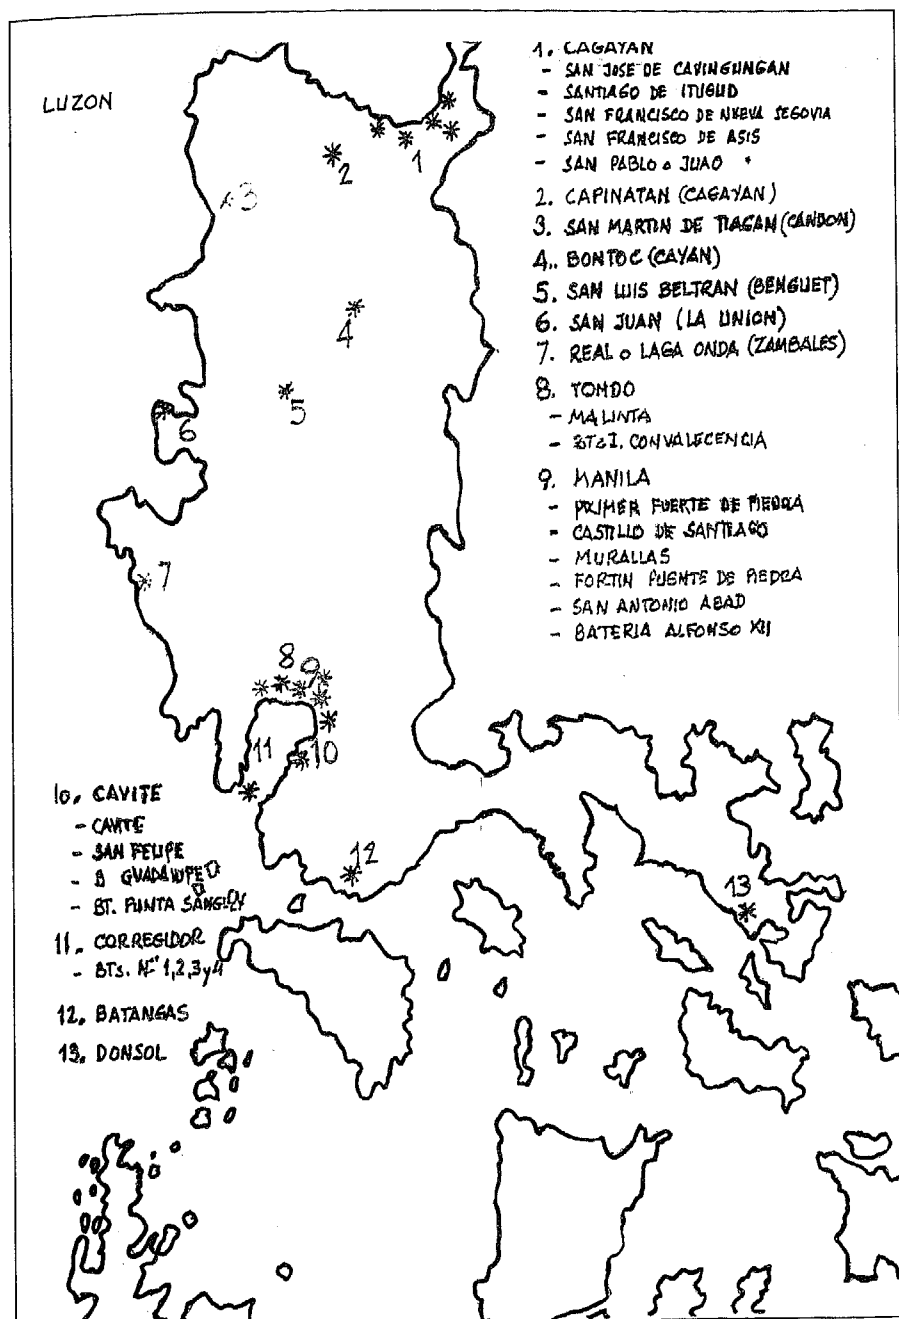 LUZON
1. CAGAYAN
- SAN JOSE DE CAVINGUNGAN
- SANTIAGO DE ITUGUD
- SAN FRANCISCO DE NUEVA SEGOVIA
- SAN FRANCISCO DE ASIS
- SAN PABLO o JUAO
2. CAPINATAN (CAGAYAN)
3. SAN MARTIN DE TIAGAN (CANDON)
4. BONTOC (CAYAN)
5. SAN LUIS BELTRAN (BENGUET)
6. SAN JUAN (LA UNION)
7. REAL o LAGA ONDA (ZAMBALES)
8. TONDO
- MALINTA
- CONVALECENCIA
9. MANILA
- PRIMER FUERTE DE PIEDRA
- CASTILLO DE SANTIAGO
- MURALLAS
- FORTIN PUENTE DE PIEDRA
- SAN ANTONIO ABAD
- BATERIA ALFONSO XII
1
2
3
4
5
6
7
8
9
10
11
12
13
10. CAVITE
- CAVITE
- SAN FELIPE
- GUADALUPE
- BT. PUNTA SANGLEY
11. CORREGIDOR
- BTs. Nº 1,2,3 y 4
12. BATANGAS
13. DONSOL